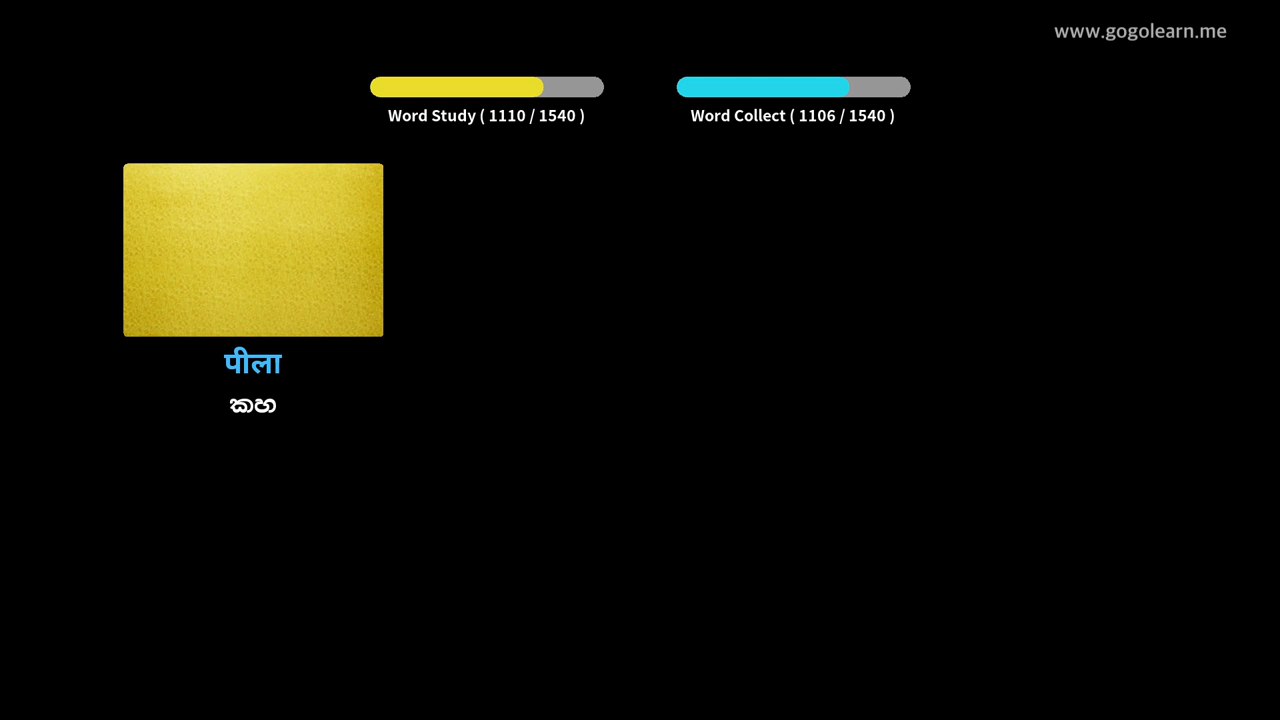 www.gogolearn.me
Word Study ( 1110 / 1540 )
Word Collect ( 1106 / 1540 )
पीला
කහ